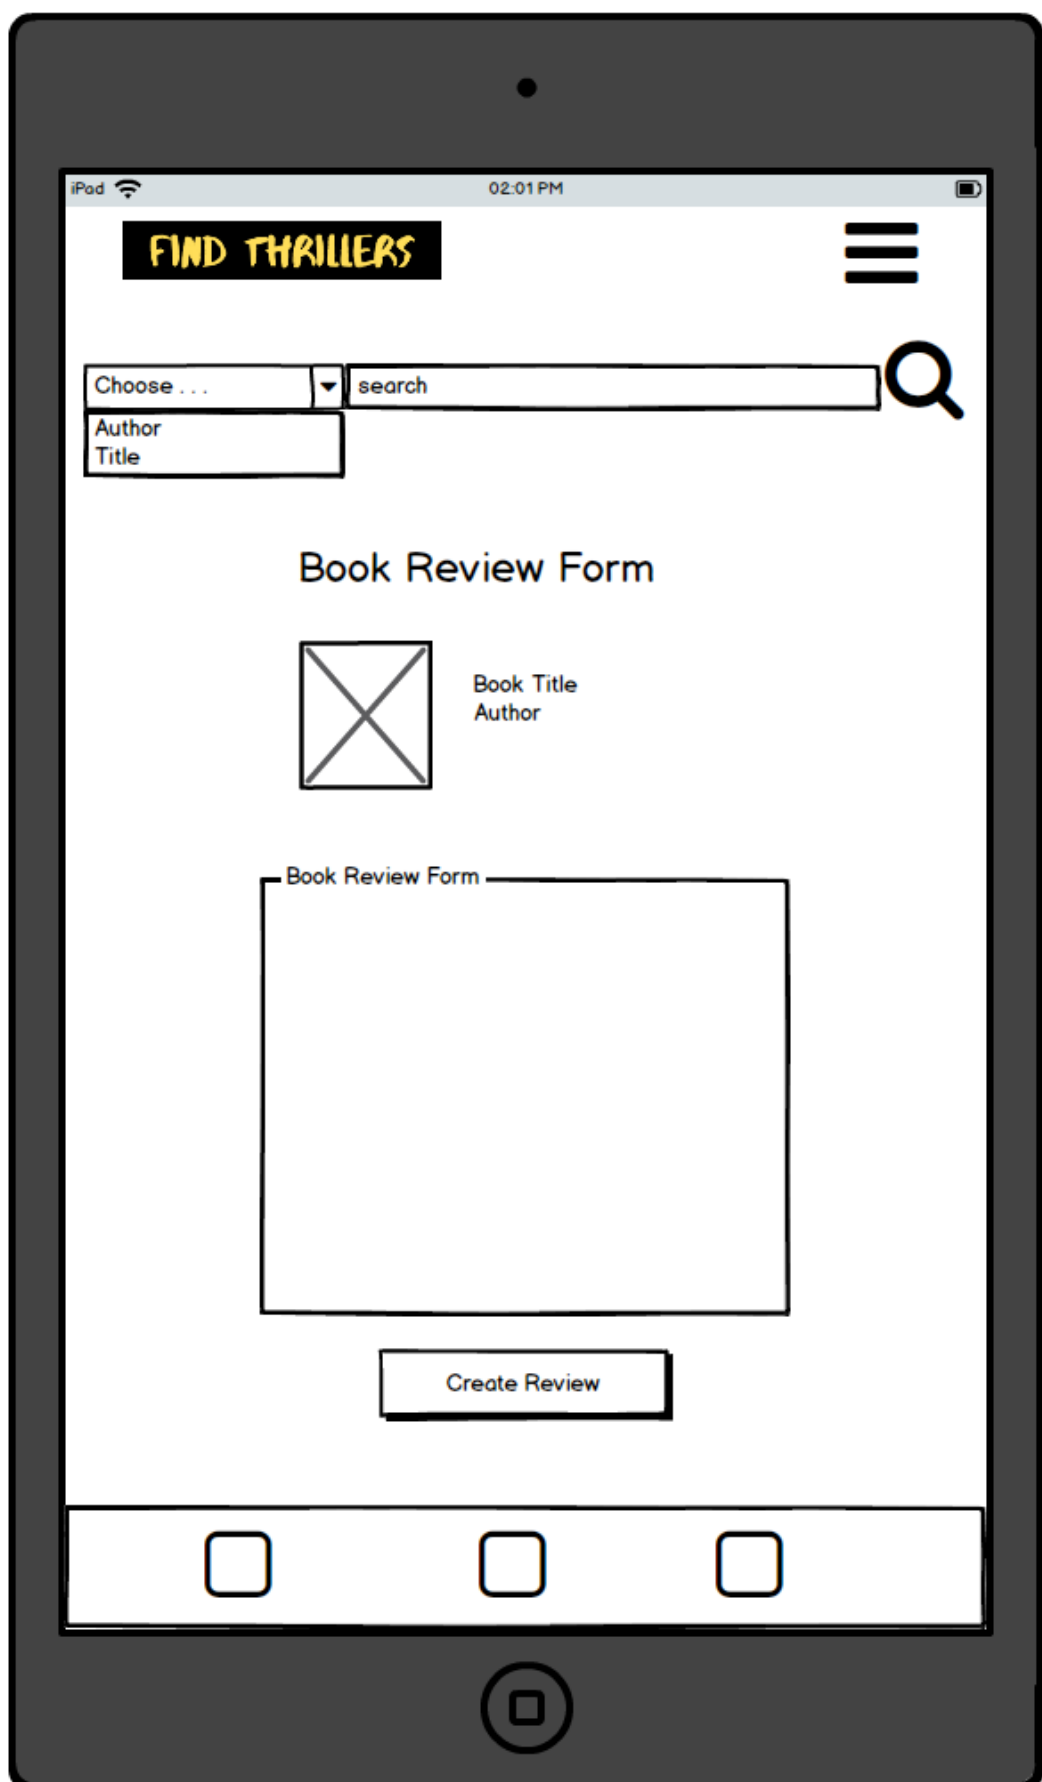 iPad
02:01 PM
FIND THRILLERS
Choose . . .
search
Author
Title
Book Review Form
Book Title
Author
Book Review Form
Create Review